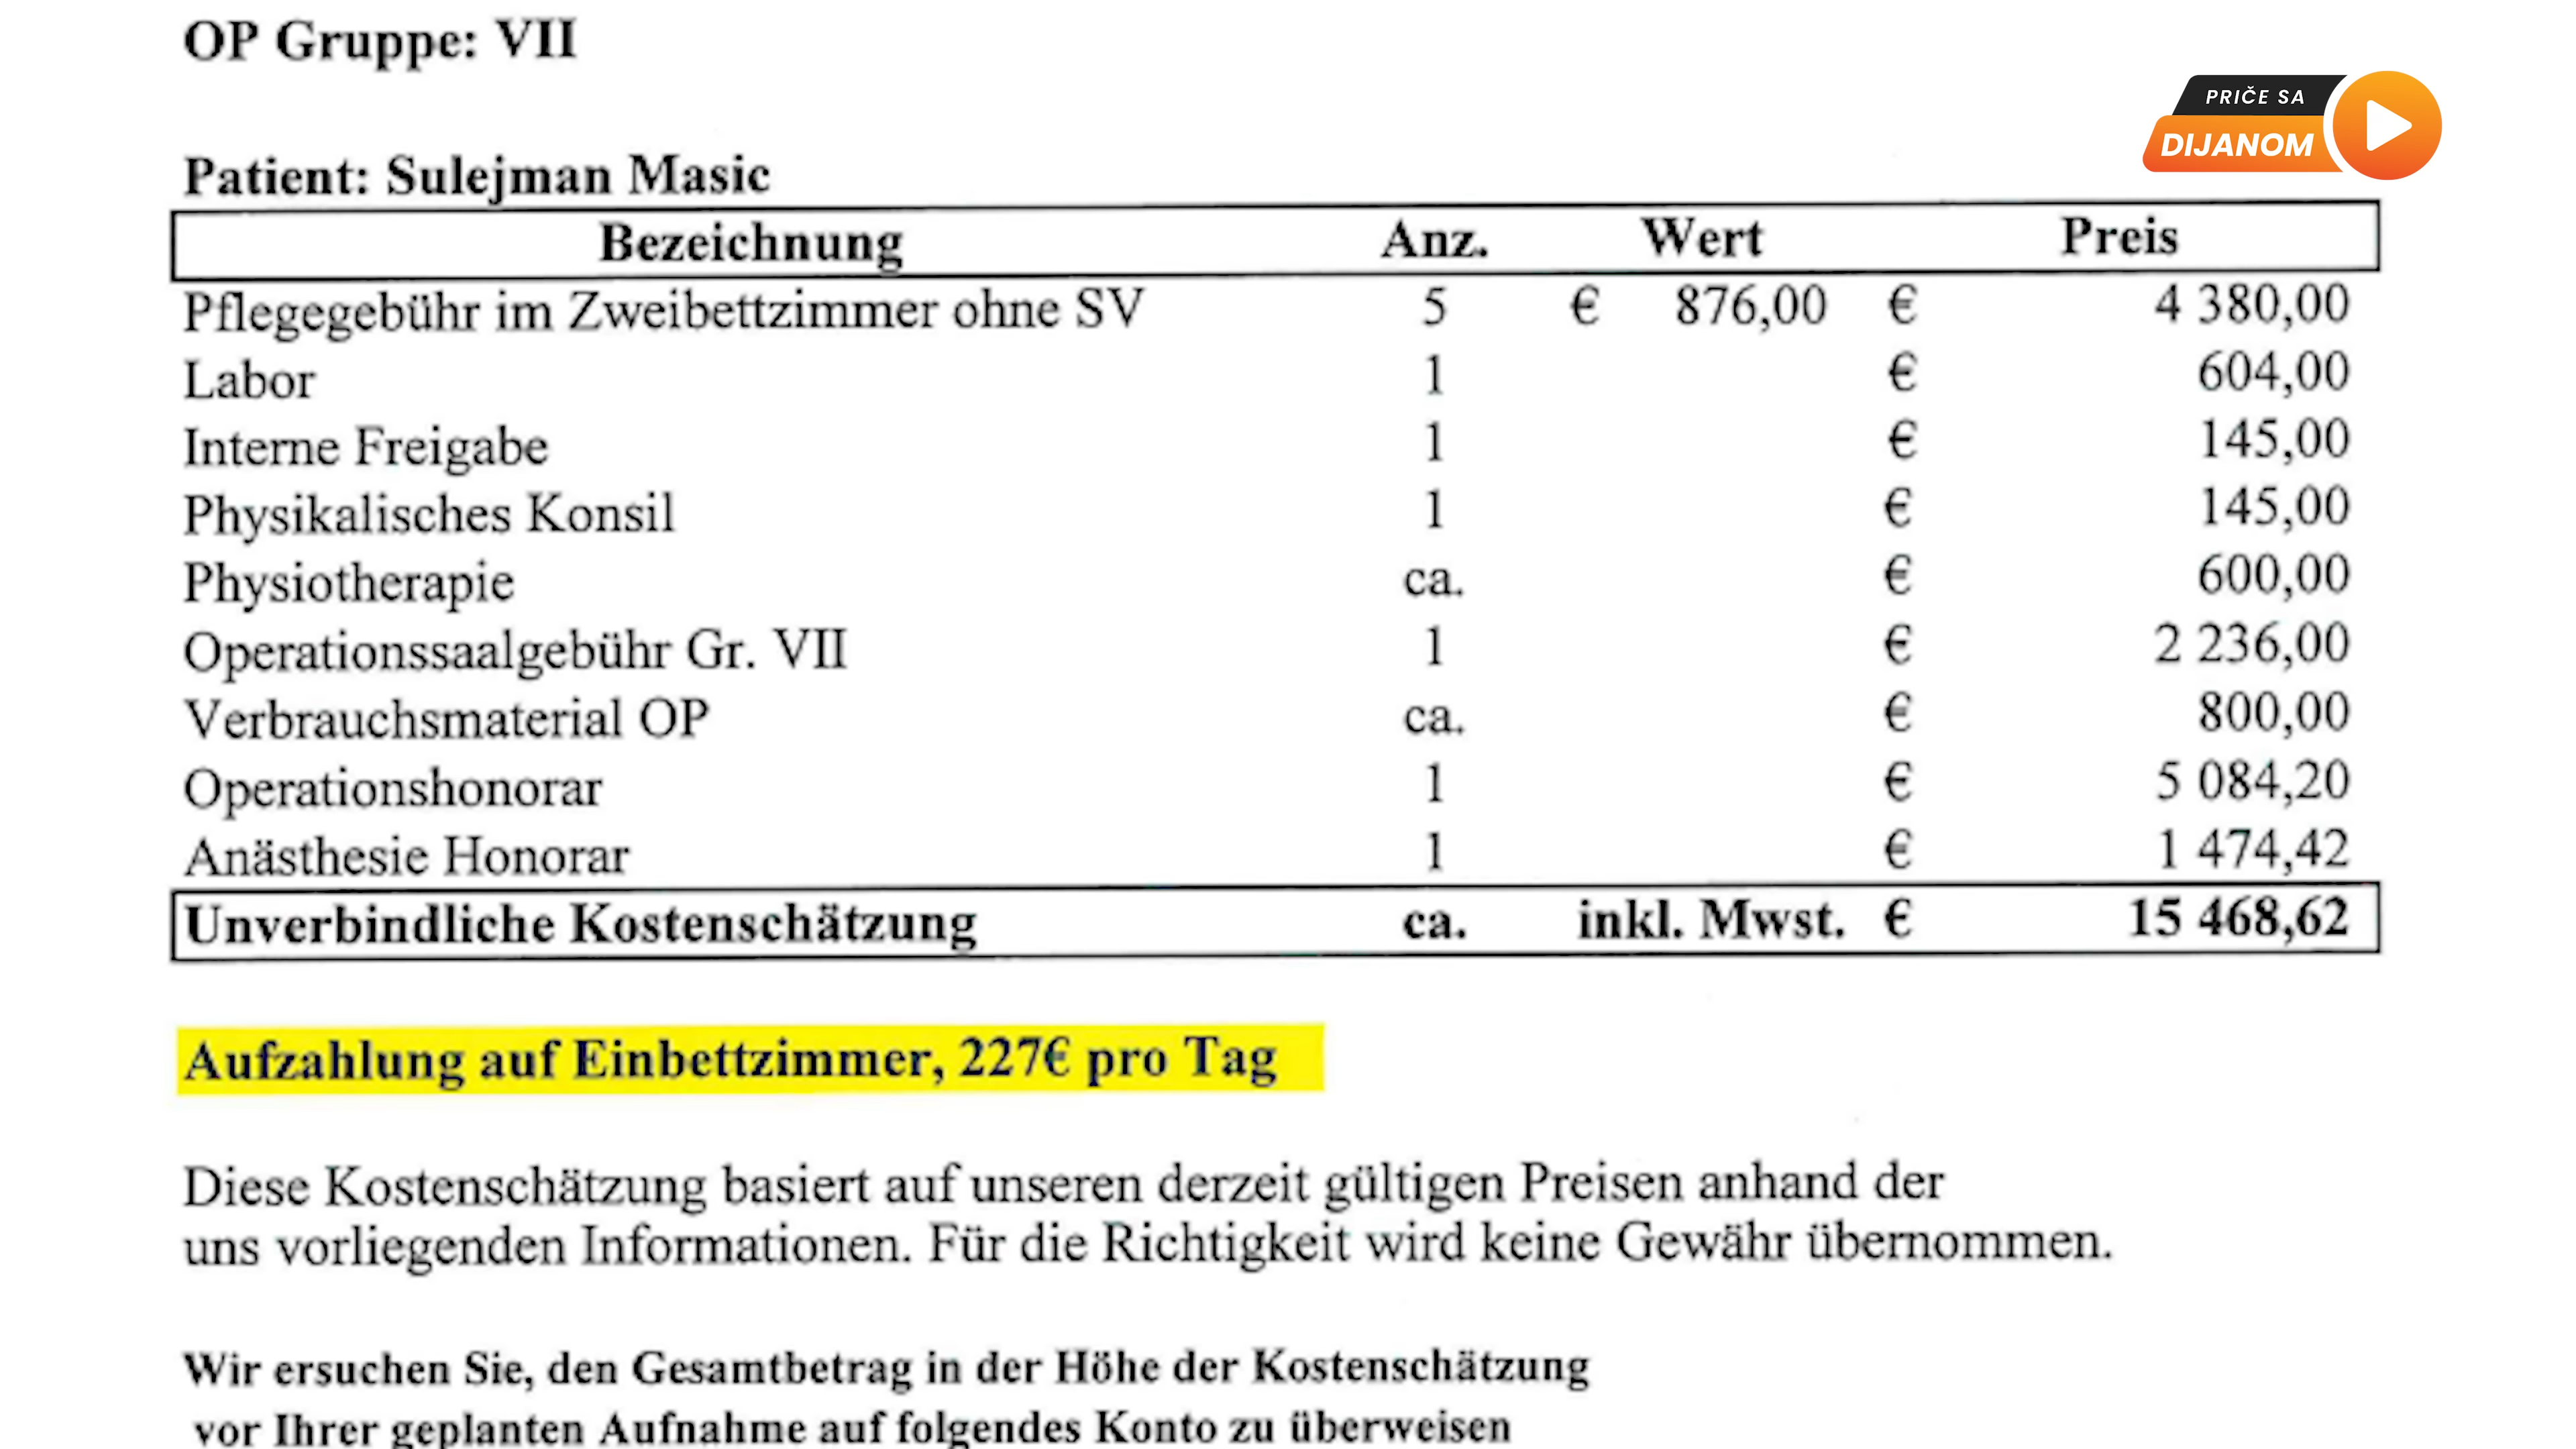 OP Gruppe: VII
PRIČE SA
DIJANOM
Patient: Sulejman Masic
Bezeichnung Anz. Wert Preis
Pflegegebühr im Zweibettzimmer ohne SV 5 € 876,00 € 4 380,00
Labor 1 € 604,00
Interne Freigabe 1 € 145,00
Physikalisches Konsil 1 € 145,00
Physiotherapie ca. € 600,00
Operationssaalgebühr Gr. VII 1 € 2 236,00
Verbrauchsmaterial OP ca. € 800,00
Operationshonorar 1 € 5 084,20
Anästhesie Honorar 1 € 1 474,42
Unverbindliche Kostenschätzung ca. inkl. Mwst. € 15 468,62
Aufzahlung auf Einbettzimmer, 227€ pro Tag
Diese Kostenschätzung basiert auf unseren derzeit gültigen Preisen anhand der
uns vorliegenden Informationen. Für die Richtigkeit wird keine Gewähr übernommen.
Wir ersuchen Sie, den Gesamtbetrag in der Höhe der Kostenschätzung
vor Ihrer geplanten Aufnahme auf folgendes Konto zu überweisen